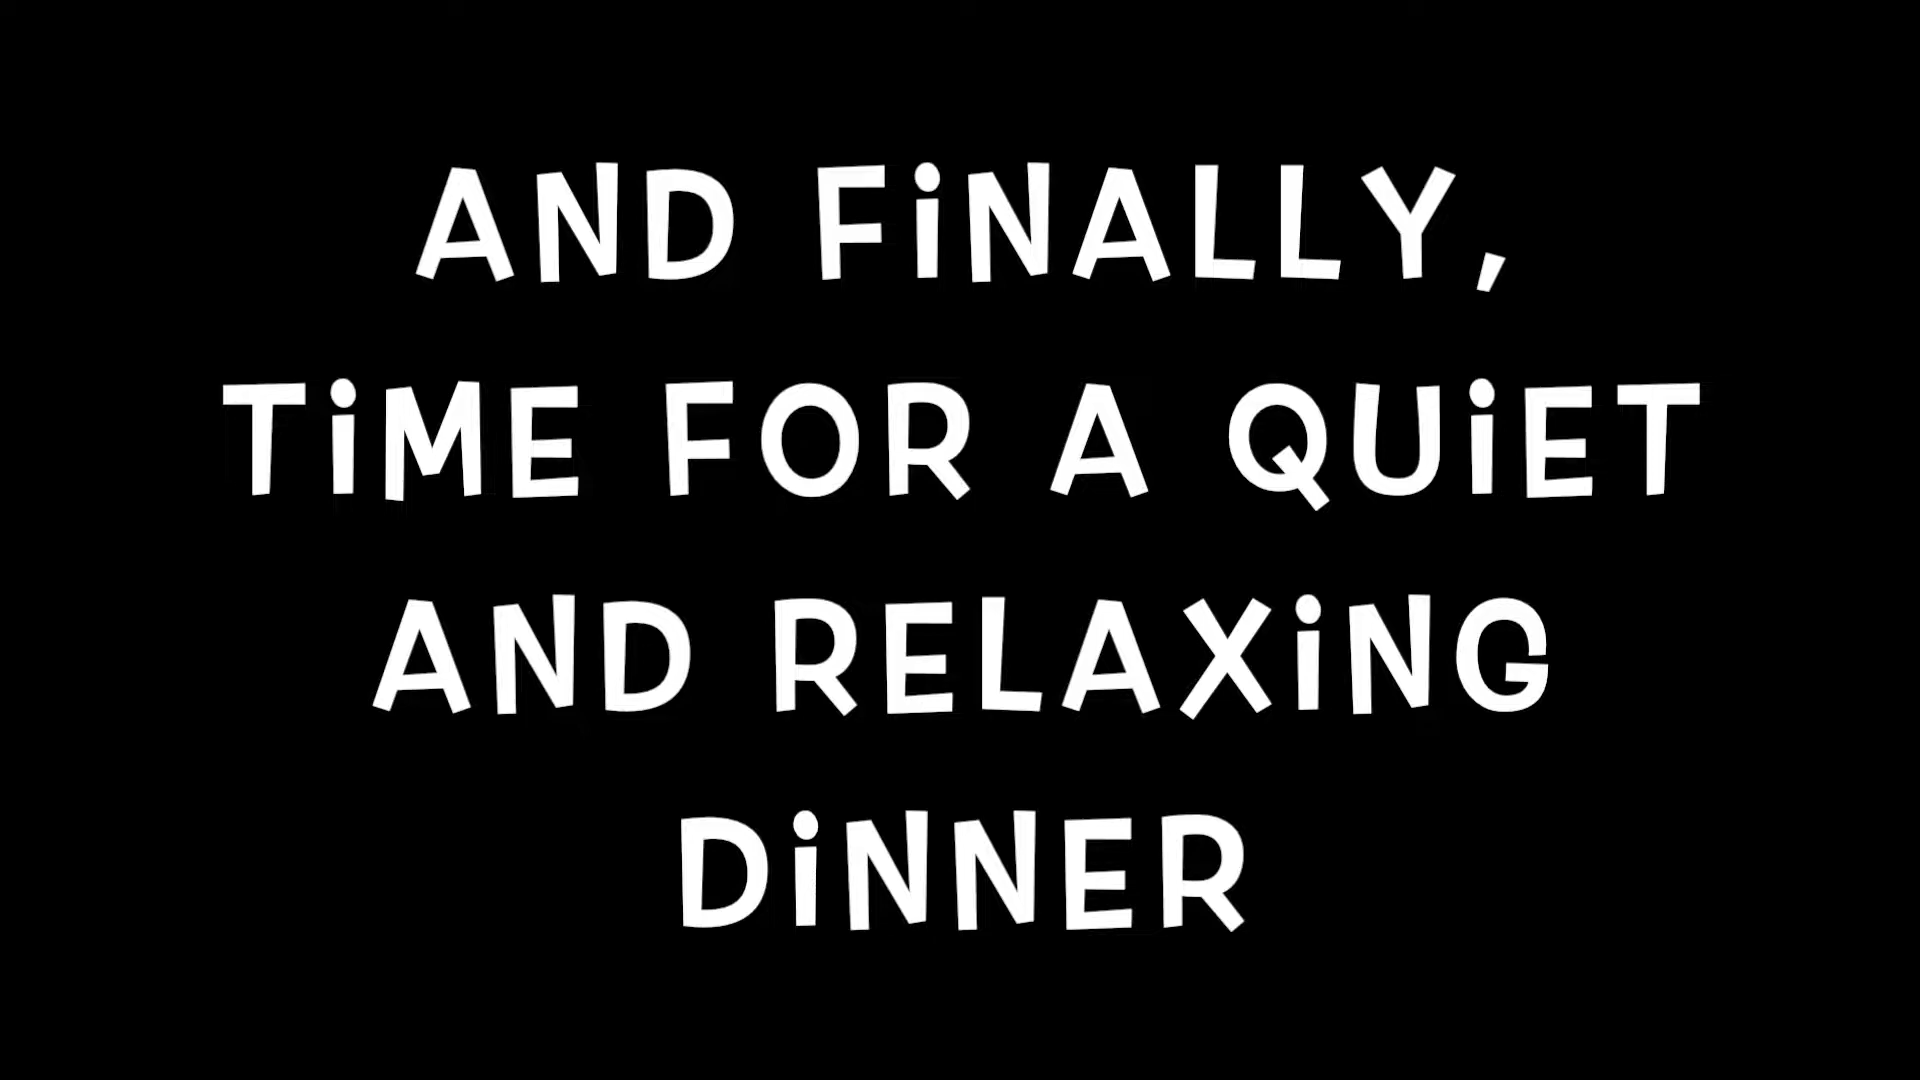 AND FiNALLY,
TiME FOR A QUiET
AND RELAXiNG
DiNNER